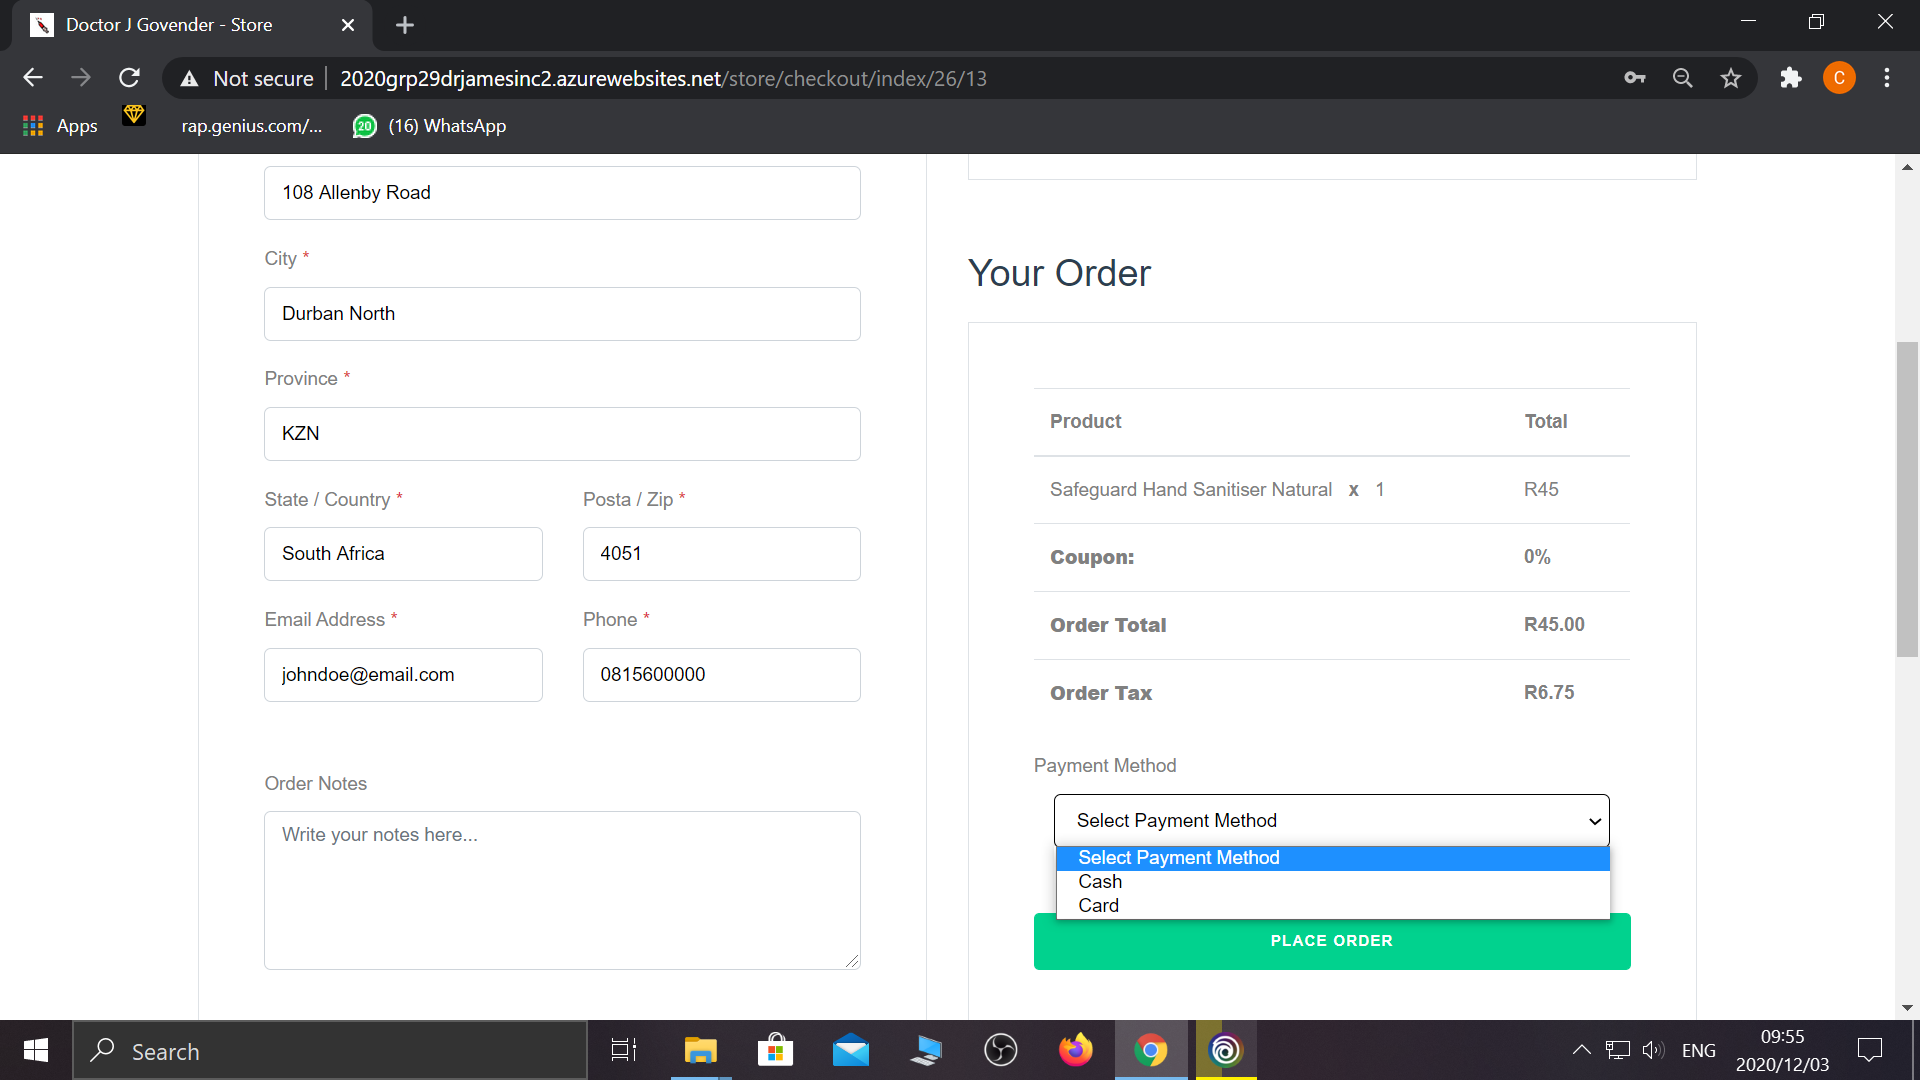 Doctor J Govender - Store
Not secure | 2020grp29drjamesinc2.azurewebsites.net/store/checkout/index/26/13
C
Apps
rap.genius.com/...
20
(16) WhatsApp
108 Allenby Road
City *
Durban North
Province *
KZN
State / Country *
Posta / Zip *
South Africa
4051
Email Address *
Phone *
johndoe@email.com
0815600000
Order Notes
Write your notes here...
Your Order
Product Total
Safeguard Hand Sanitiser Natural x 1 R45
Coupon: 0%
Order Total R45.00
Order Tax R6.75
Payment Method
Select Payment Method
Select Payment Method
Cash
Card
PLACE ORDER
Search
ENG
09:55
2020/12/03